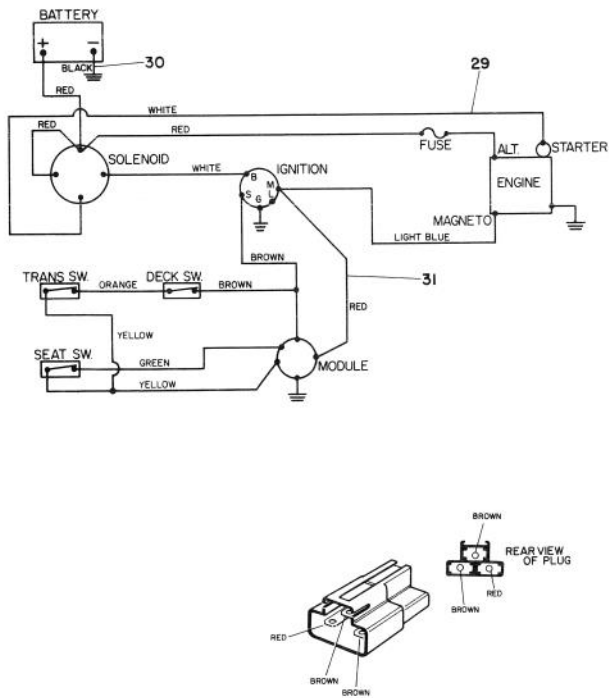 BATTERY
+ −
BLACK
30
RED
29
WHITE
RED
RED
FUSE
ALT.
STARTER
SOLENOID
WHITE
IGNITION
B
S
G
M
L
ENGINE
MAGNETO
LIGHT BLUE
BROWN
31
TRANS SW.
ORANGE
DECK SW.
BROWN
RED
YELLOW
SEAT SW.
GREEN
MODULE
YELLOW
BROWN
REAR VIEW
OF PLUG
RED
BROWN
RED
BROWN
BROWN